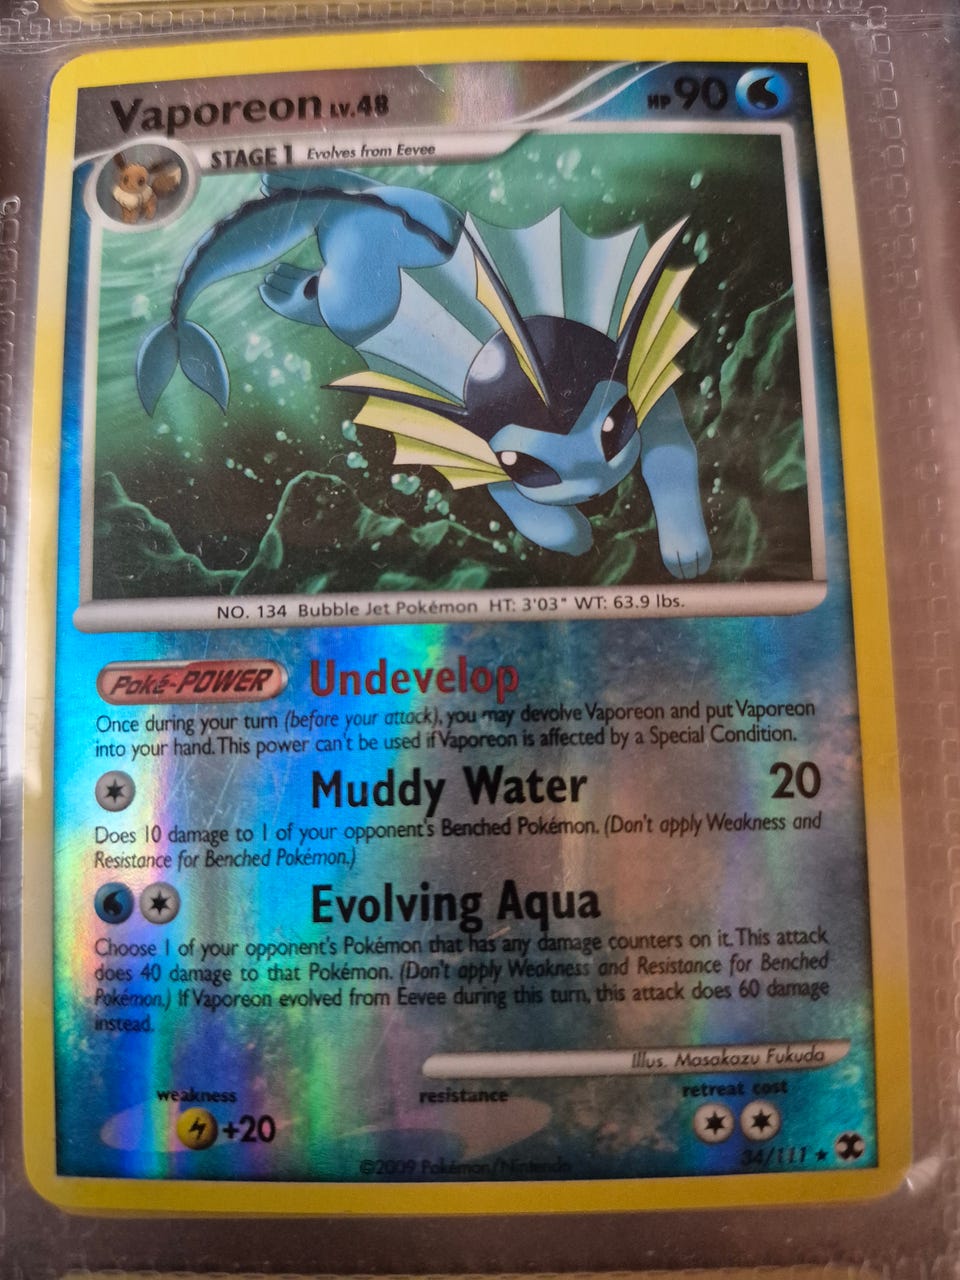 Vaporeon LV.48 HP 90
STAGE 1 Evolves from Eevee
NO. 134 Bubble Jet Pokémon HT: 3'03" WT: 63.9 lbs.
Poké-POWER Undevelop
Once during your turn (before your attack), you may devolve Vaporeon and put Vaporeon
into your hand. This power can't be used if Vaporeon is affected by a Special Condition.
Muddy Water 20
Does 10 damage to 1 of your opponent's Benched Pokémon. (Don't apply Weakness and
Resistance for Benched Pokémon.)
Evolving Aqua
Choose 1 of your opponent's Pokémon that has any damage counters on it. This attack
does 40 damage to that Pokémon. (Don't apply Weakness and Resistance for Benched
Pokémon.) If Vaporeon evolved from Eevee during this turn, this attack does 60 damage
instead.
Illus. Masakazu Fukuda
weakness resistance retreat cost
+20
34/111
©2009 Pokémon/Nintendo